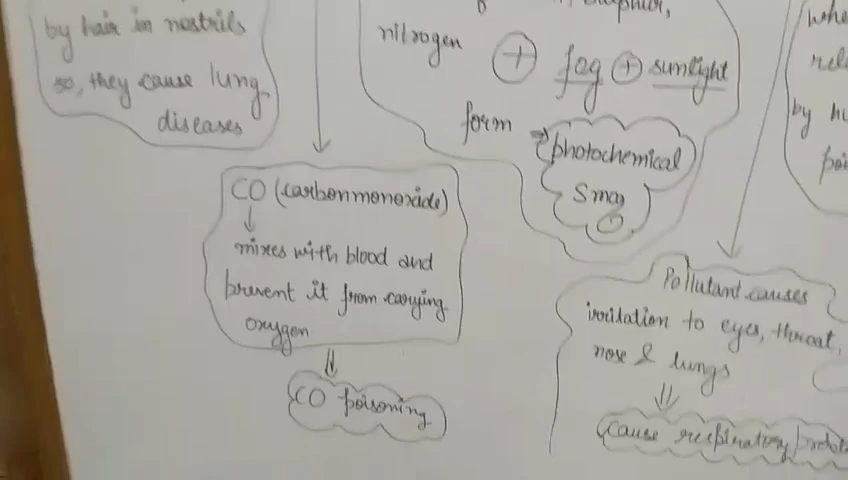 by hair in nostrils
so, they cause lung
diseases
nitrogen
+ fog + sunlight
form → photochemical
Smog
CO (carbonmonoxide)
↓
mixes with blood and
prevent it from carrying
oxygen
⇓
CO poisoning
Pollutant causes
irritation to eyes, throat,
nose & lungs
⇓
cause respiratory
by